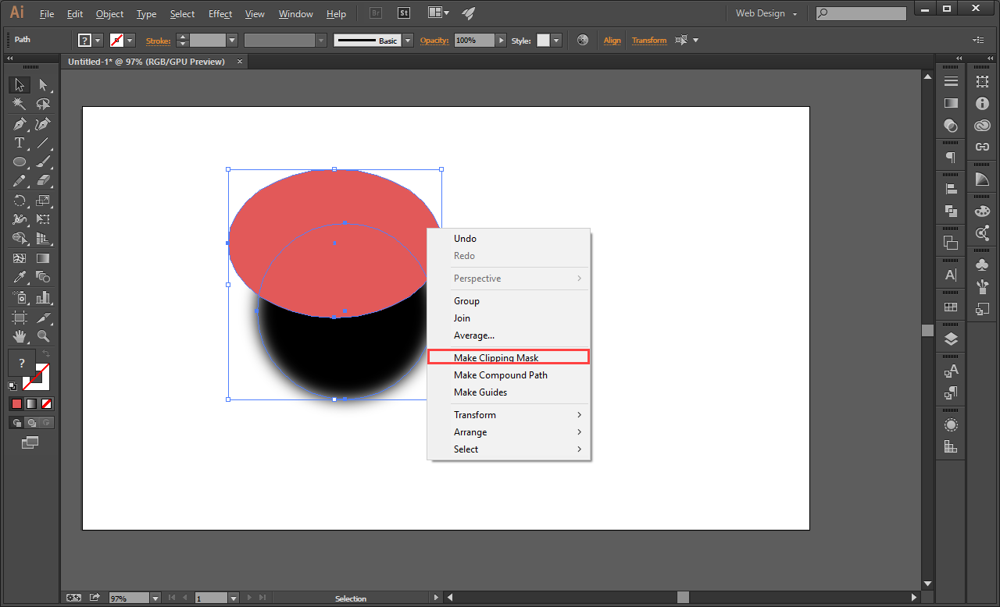 Ai File Edit Object Type Select Effect View Window Help Br St Web Design
Path ? Stroke: Basic Opacity: 100% Style: Align Transform
Untitled-1* @ 97% (RGB/GPU Preview) ×
Undo
Redo
Perspective
Group
Join
Average...
Make Clipping Mask
Make Compound Path
Make Guides
Transform
Arrange
Select
?
97% 1 Selection